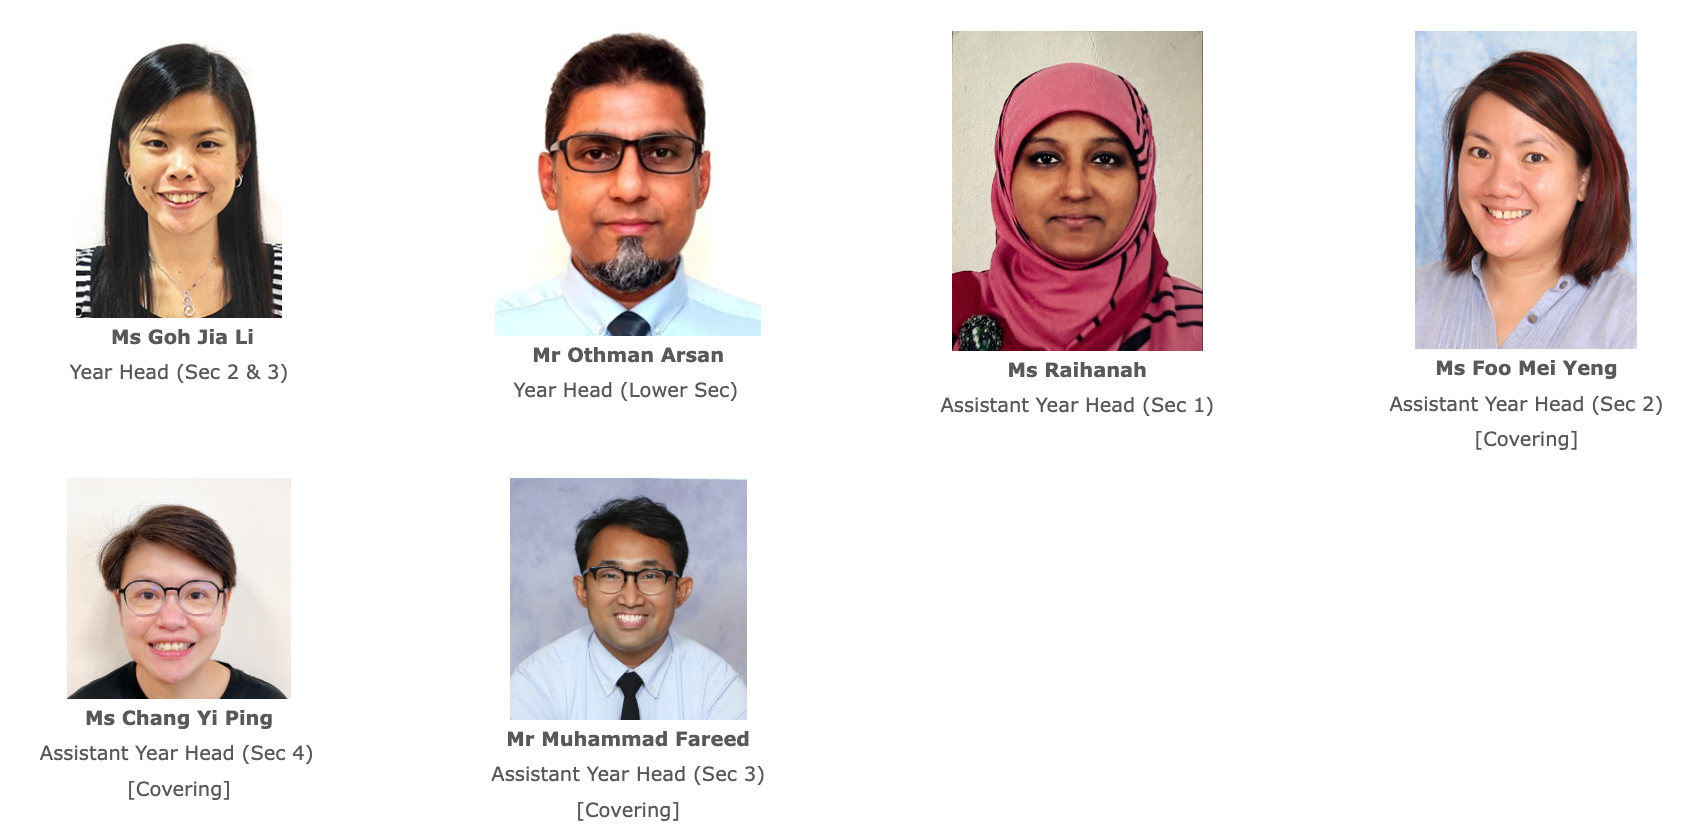 Ms Goh Jia Li
Year Head (Sec 2 & 3)
Mr Othman Arsan
Year Head (Lower Sec)
Ms Raihanah
Assistant Year Head (Sec 1)
Ms Foo Mei Yeng
Assistant Year Head (Sec 2)
[Covering]
Ms Chang Yi Ping
Assistant Year Head (Sec 4)
[Covering]
Mr Muhammad Fareed
Assistant Year Head (Sec 3)
[Covering]